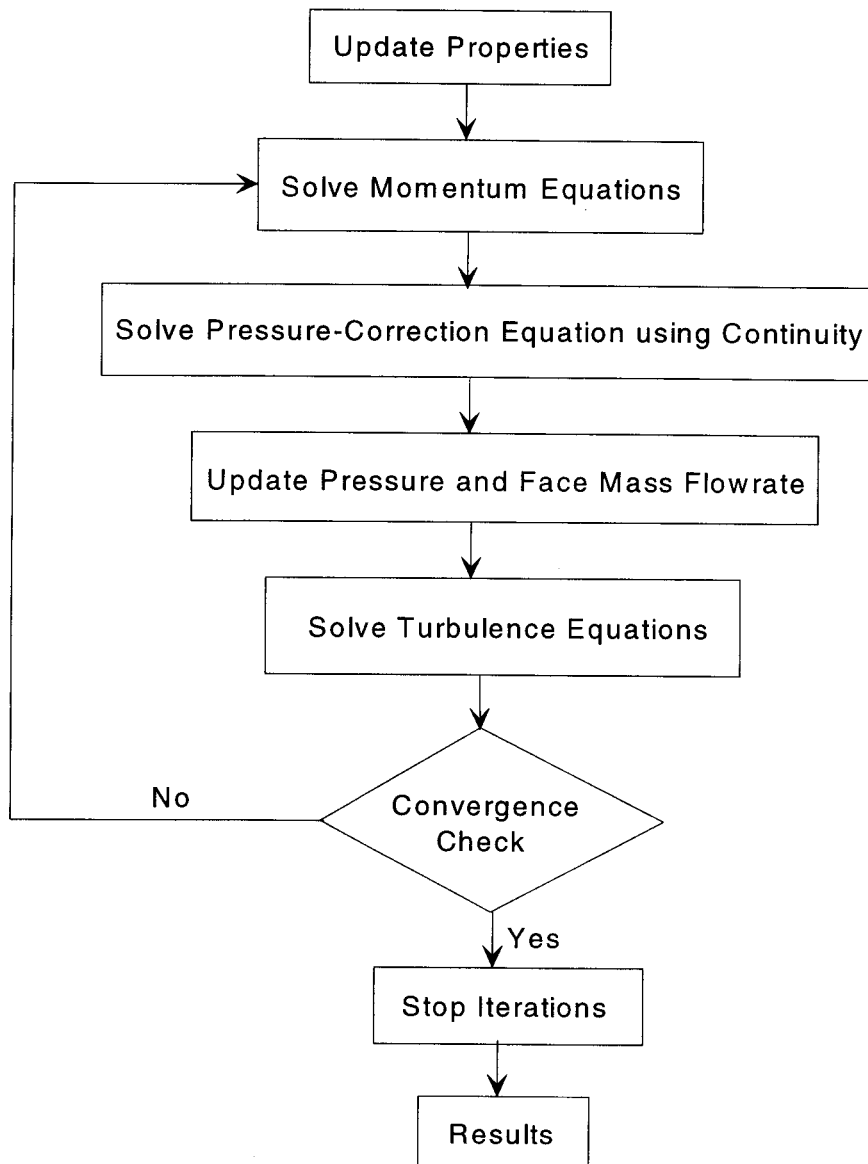 Update Properties
Solve Momentum Equations
Solve Pressure-Correction Equation using Continuity
Update Pressure and Face Mass Flowrate
Solve Turbulence Equations
No
Convergence
Check
Yes
Stop Iterations
Results